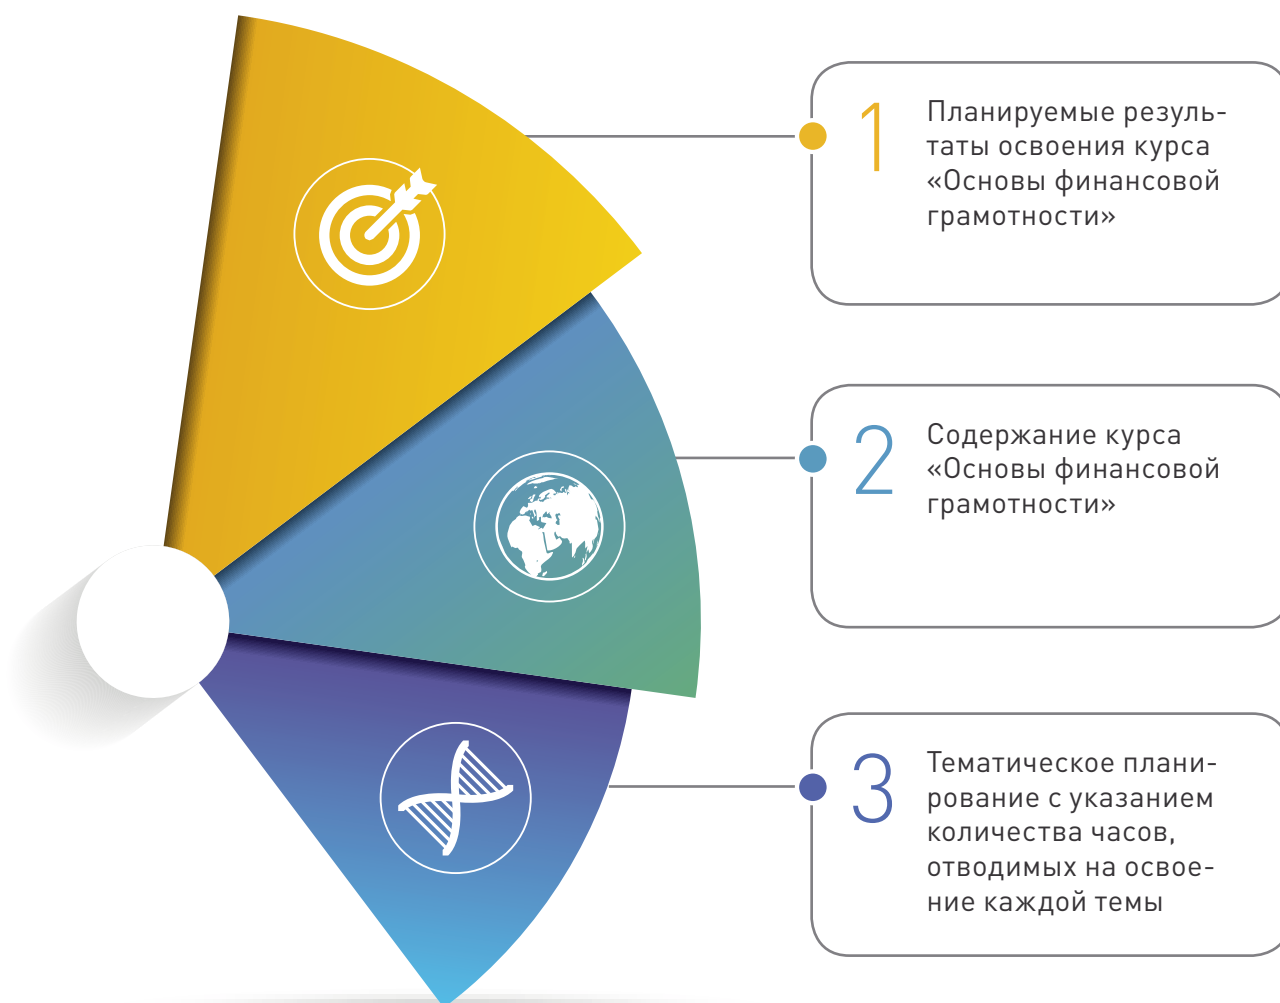 1
Планируемые резуль-
таты освоения курса
«Основы финансовой
грамотности»
2
Содержание курса
«Основы финансовой
грамотности»
3
Тематическое плани-
рование с указанием
количества часов,
отводимых на освое-
ние каждой темы